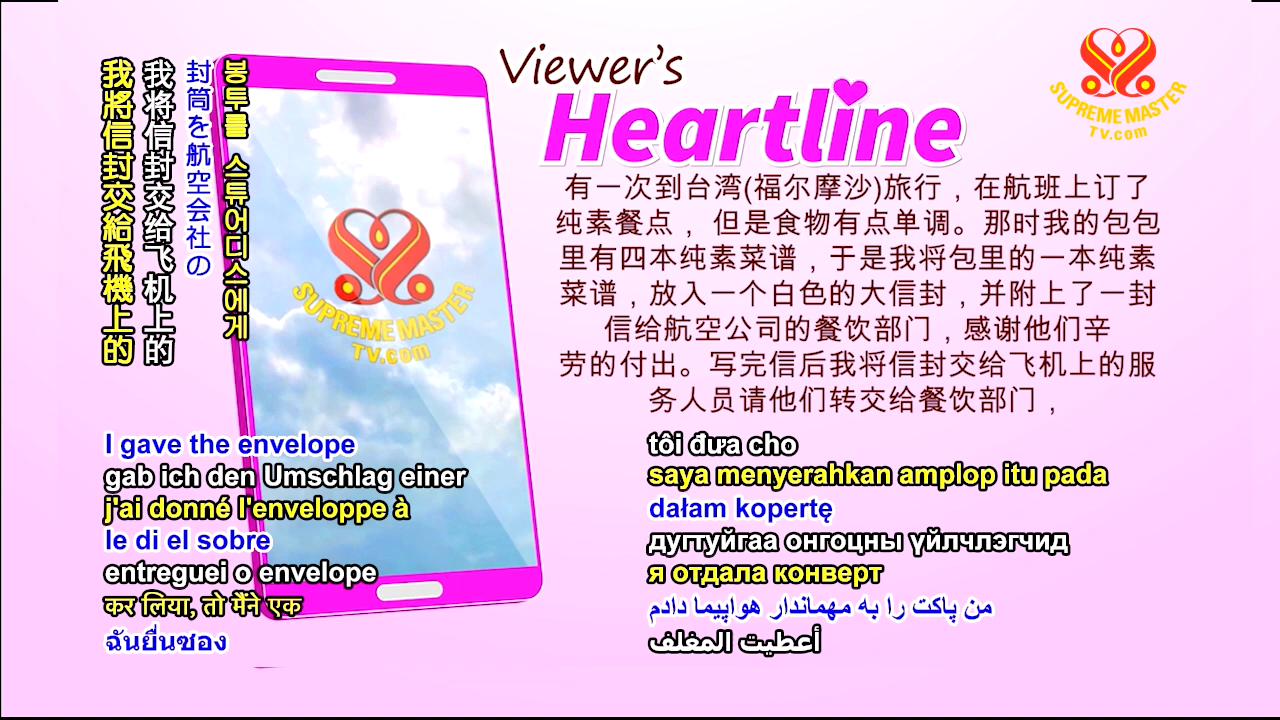 我將信封交給飛機上的
我将信封交给飞机上的
封筒を航空会社の
봉투를 스튜어디스에게
Viewer's
Heartline
SUPREME MASTER
TV.com
SUPREME MASTER
TV.com
有一次到台湾(福尔摩沙)旅行，在航班上订了
纯素餐点， 但是食物有点单调。那时我的包包
里有四本纯素菜谱，于是我将包里的一本纯素
菜谱，放入一个白色的大信封，并附上了一封
信给航空公司的餐饮部门，感谢他们辛
劳的付出。写完信后我将信封交给飞机上的服
务人员请他们转交给餐饮部门，
I gave the envelope
gab ich den Umschlag einer
j'ai donné l'enveloppe à
le di el sobre
entreguei o envelope
कर लिया, तो मैंने एक
ฉันยื่นซอง
tôi đưa cho
saya menyerahkan amplop itu pada
dałam kopertę
дугтуйгаа онгоцны үйлчлэгчид
я отдала конверт
من پاکت را به مهماندار هواپیما دادم
أعطيت المغلف